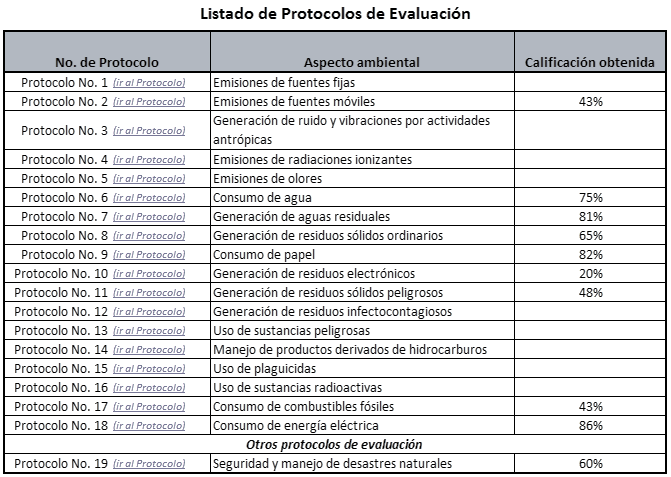 Listado de Protocolos de Evaluación
No. de Protocolo Aspecto ambiental Calificación obtenida
Protocolo No. 1 (ir al Protocolo) Emisiones de fuentes fijas
Protocolo No. 2 (ir al Protocolo) Emisiones de fuentes móviles 43%
Protocolo No. 3 (ir al Protocolo) Generación de ruido y vibraciones por actividades
antrópicas
Protocolo No. 4 (ir al Protocolo) Emisiones de radiaciones ionizantes
Protocolo No. 5 (ir al Protocolo) Emisiones de olores
Protocolo No. 6 (ir al Protocolo) Consumo de agua 75%
Protocolo No. 7 (ir al Protocolo) Generación de aguas residuales 81%
Protocolo No. 8 (ir al Protocolo) Generación de residuos sólidos ordinarios 65%
Protocolo No. 9 (ir al Protocolo) Consumo de papel 82%
Protocolo No. 10 (ir al Protocolo) Generación de residuos electrónicos 20%
Protocolo No. 11 (ir al Protocolo) Generación de residuos sólidos peligrosos 48%
Protocolo No. 12 (ir al Protocolo) Generación de residuos infectocontagiosos
Protocolo No. 13 (ir al Protocolo) Uso de sustancias peligrosas
Protocolo No. 14 (ir al Protocolo) Manejo de productos derivados de hidrocarburos
Protocolo No. 15 (ir al Protocolo) Uso de plaguicidas
Protocolo No. 16 (ir al Protocolo) Uso de sustancias radioactivas
Protocolo No. 17 (ir al Protocolo) Consumo de combustibles fósiles 43%
Protocolo No. 18 (ir al Protocolo) Consumo de energía eléctrica 86%
Otros protocolos de evaluación
Protocolo No. 19 (ir al Protocolo) Seguridad y manejo de desastres naturales 60%